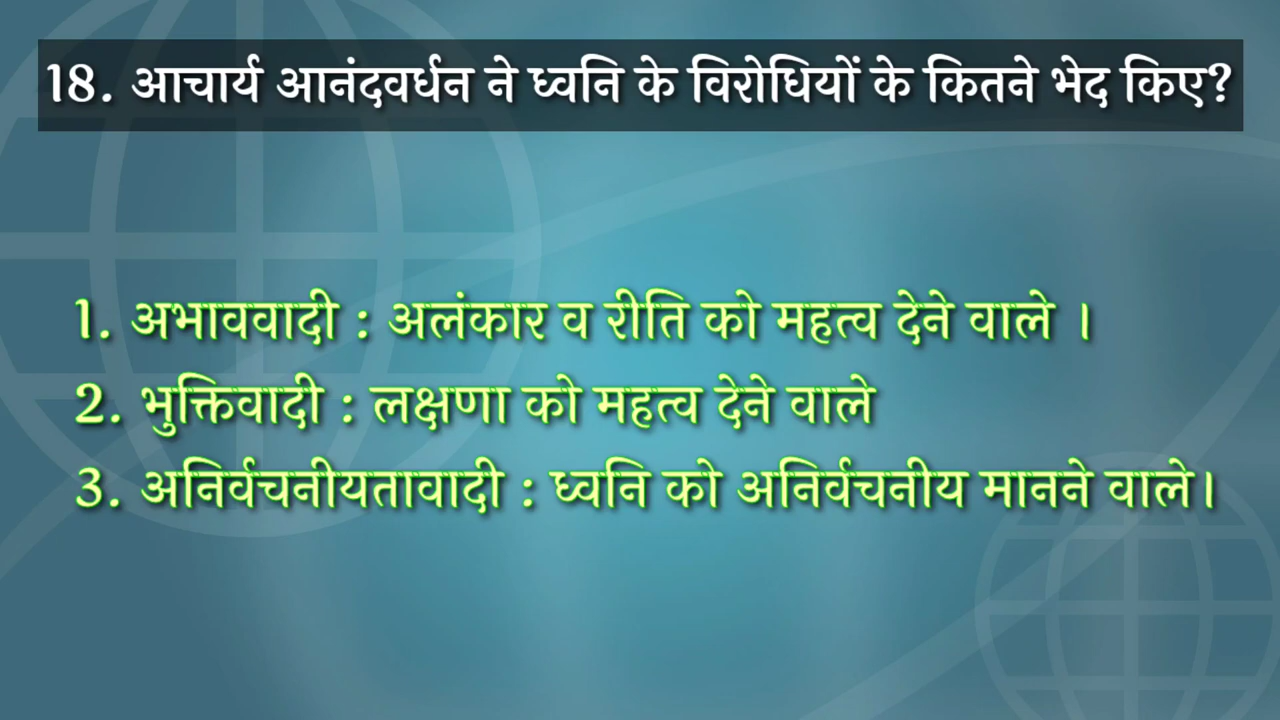 18. आचार्य आनंदवर्धन ने ध्वनि के विरोधियों के कितने भेद किए?
1. अभाववादी : अलंकार व रीति को महत्व देने वाले ।
2. भुक्तिवादी : लक्षणा को महत्व देने वाले
3. अनिर्वचनीयतावादी : ध्वनि को अनिर्वचनीय मानने वाले।